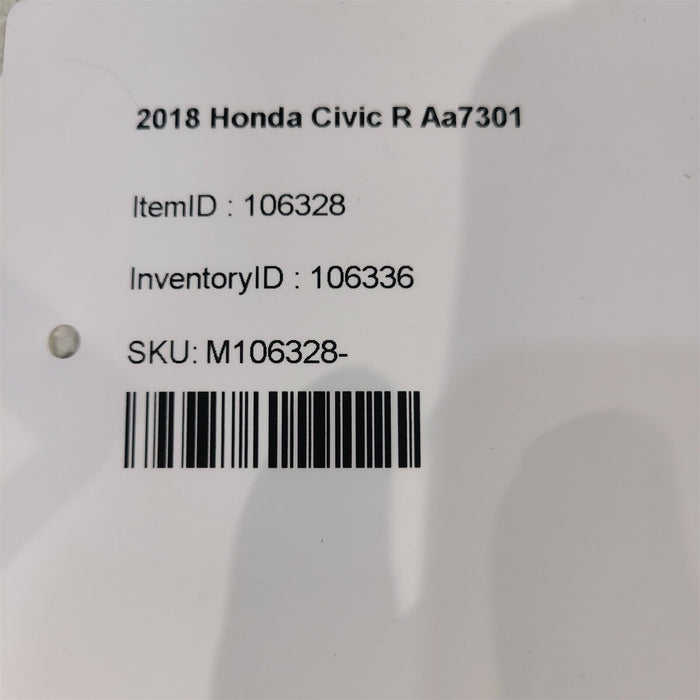 2018 Honda Civic R Aa7301
ItemID : 106328
InventoryID : 106336
SKU: M106328-